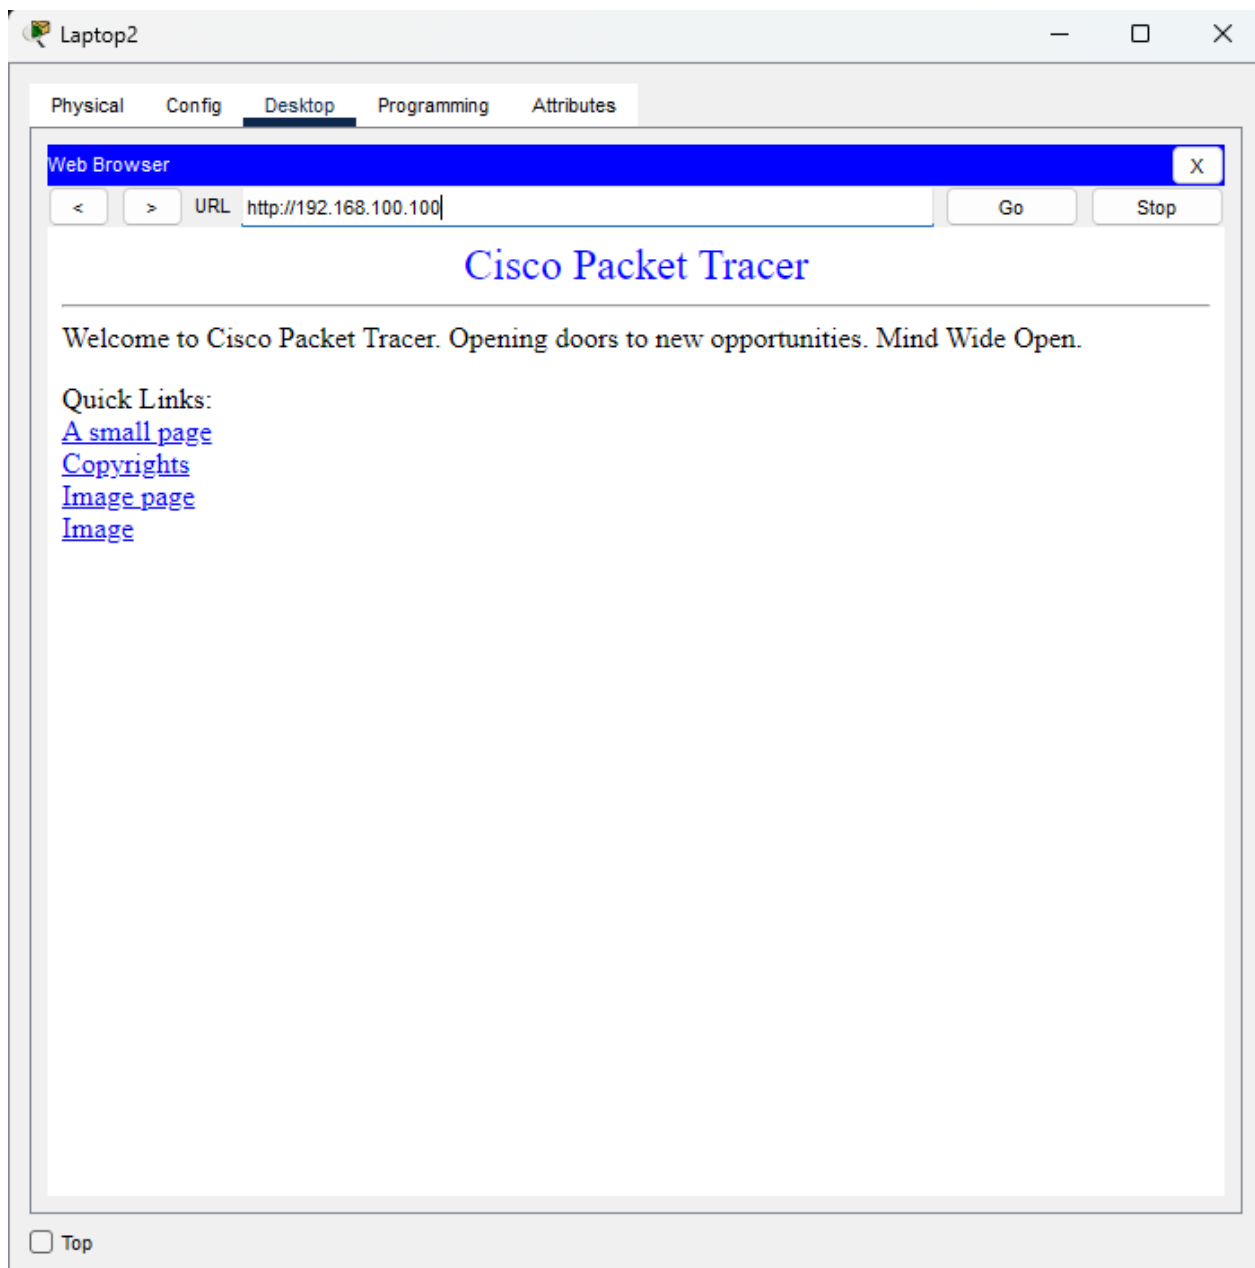 Laptop2
Physical Config Desktop Programming Attributes
Web Browser X
< > URL http://192.168.100.100 Go Stop
Cisco Packet Tracer
Welcome to Cisco Packet Tracer. Opening doors to new opportunities. Mind Wide Open.
Quick Links:
A small page
Copyrights
Image page
Image
Top